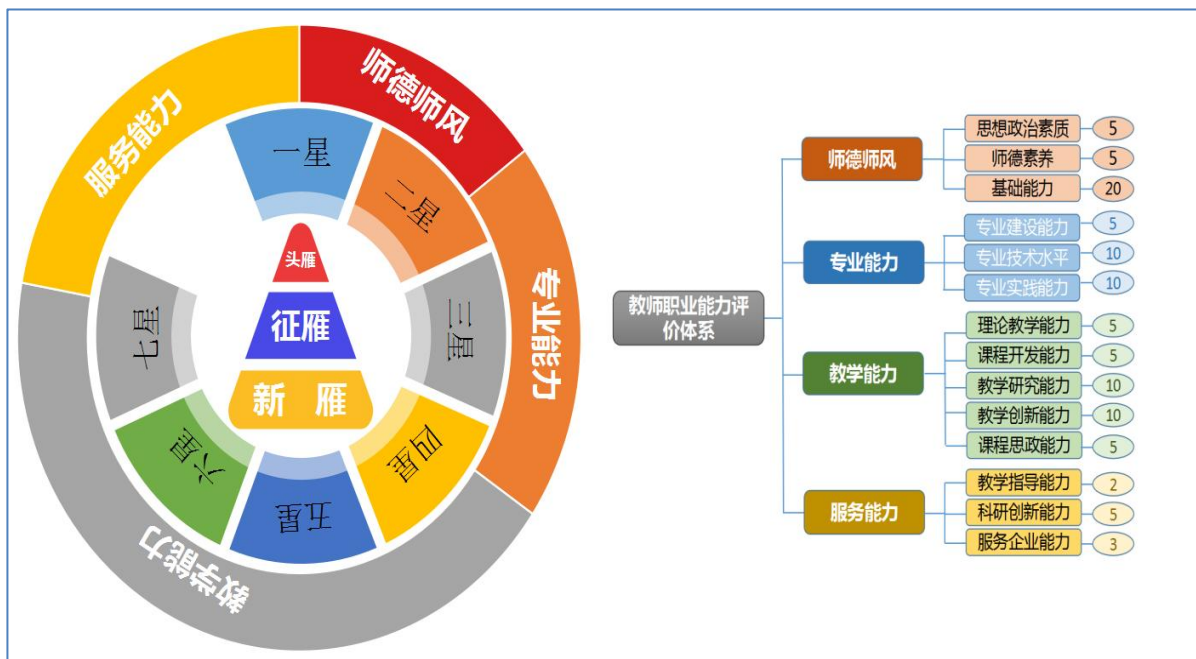 服务能力
师德师风
专业能力
教学能力
一星
二星
三星
四星
五星
六星
七星
头雁
征雁
新 雁
教师职业能力评
价体系
师德师风
思想政治素质 5
师德素养 5
基础能力 20
专业能力
专业建设能力 5
专业技术水平 10
专业实践能力 10
教学能力
理论教学能力 5
课程开发能力 5
教学研究能力 10
教学创新能力 10
课程思政能力 5
服务能力
教学指导能力 2
科研创新能力 5
服务企业能力 3